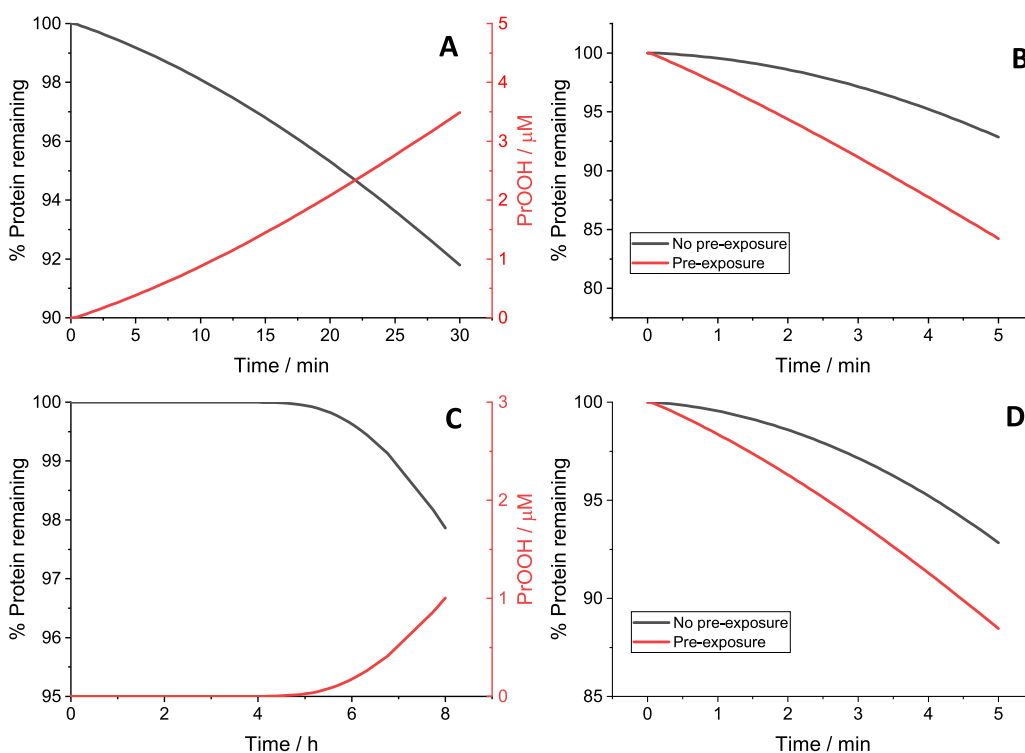 A
% Protein remaining
100
98
96
94
92
90
5
4
3
2
1
0
PrOOH / μM
0 5 10 15 20 25 30
Time / min
B
% Protein remaining
100
95
90
85
80
No pre-exposure
Pre-exposure
0 1 2 3 4 5
Time / min
C
% Protein remaining
100
99
98
97
96
95
3
2
1
0
PrOOH / μM
0 2 4 6 8
Time / h
D
% Protein remaining
100
95
90
85
No pre-exposure
Pre-exposure
0 1 2 3 4 5
Time / min